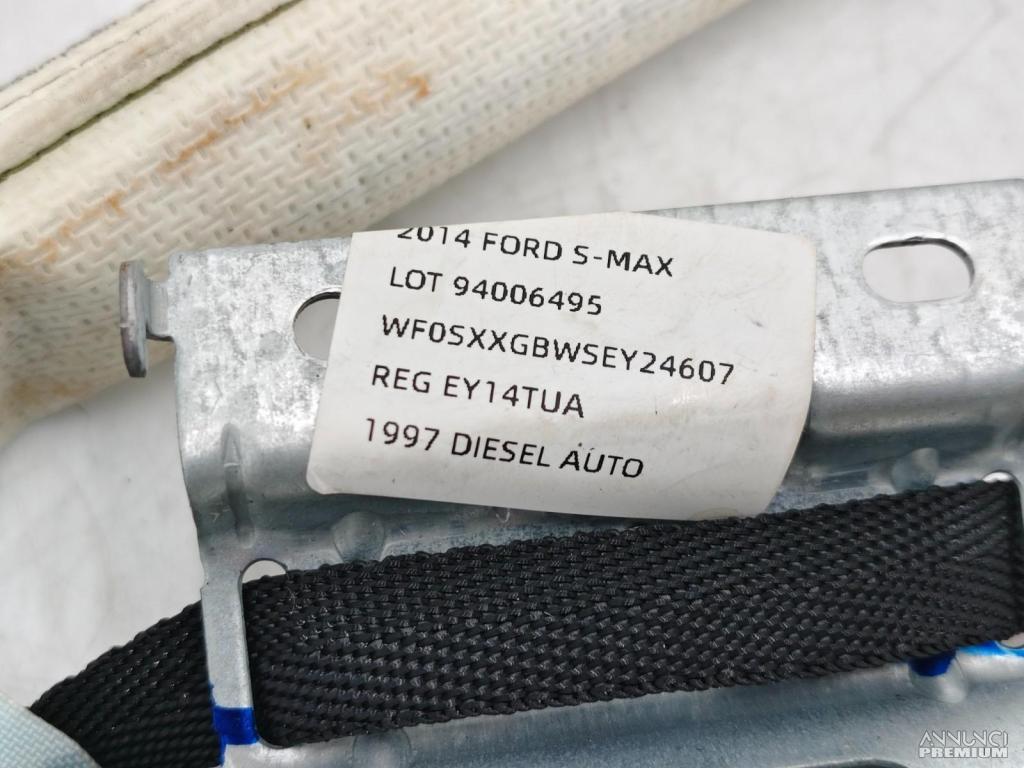 2014 FORD S-MAX
LOT 94006495
WF0SXXGBWSEY24607
REG EY14TUA
1997 DIESEL AUTO
ANNUNCI
PREMIUM